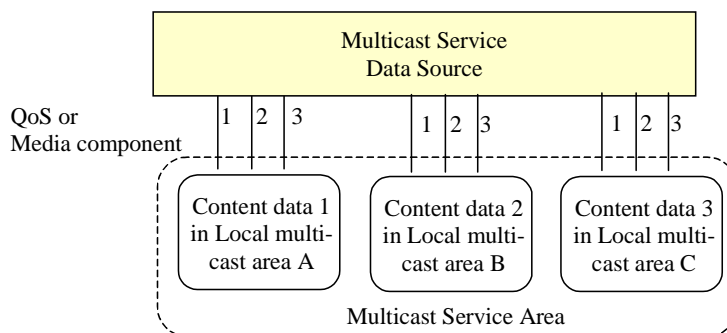 Multicast Service
Data Source
QoS or
Media component
1 2 3
1 2 3
1 2 3
Content data 1
in Local multi-
cast area A
Content data 2
in Local multi-
cast area B
Content data 3
in Local multi-
cast area C
Multicast Service Area